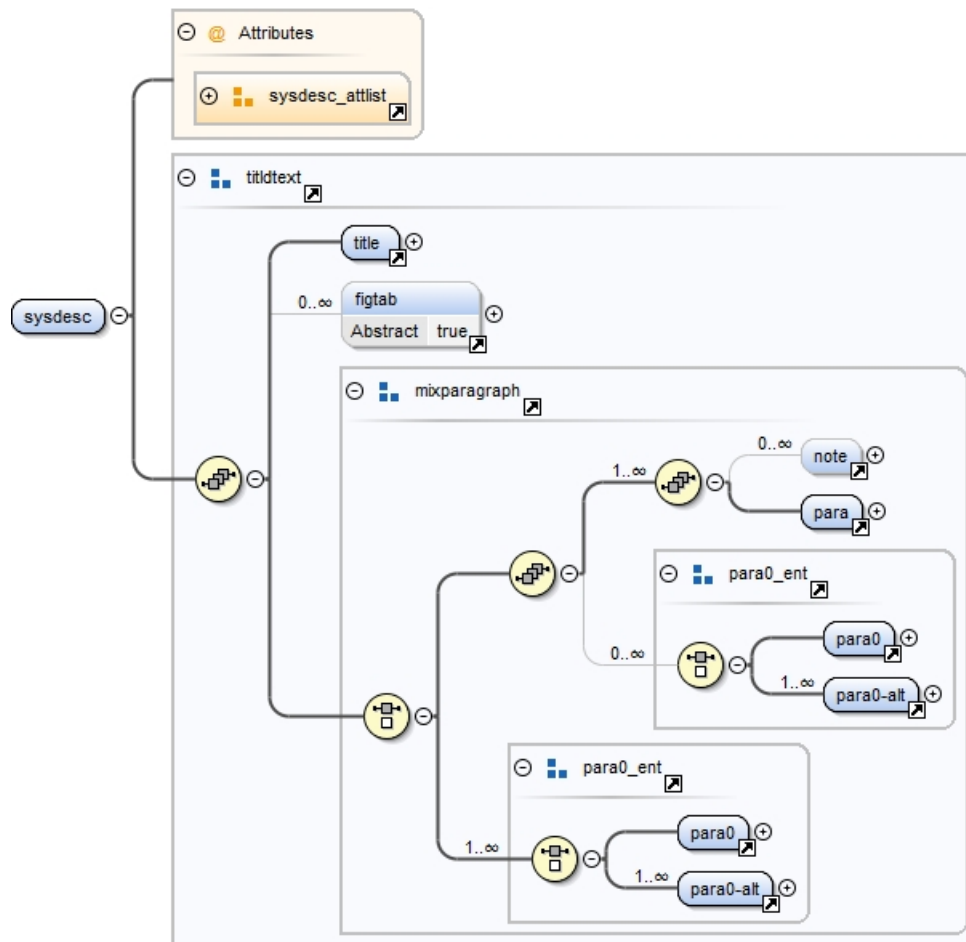 @ Attributes
sysdesc_attlist
titldtext
title
0..∞ figtab
Abstract true
sysdesc
mixparagraph
0..∞ note
1..∞
para
para0_ent
para0
0..∞
1..∞ para0-alt
para0_ent
para0
1..∞
1..∞ para0-alt